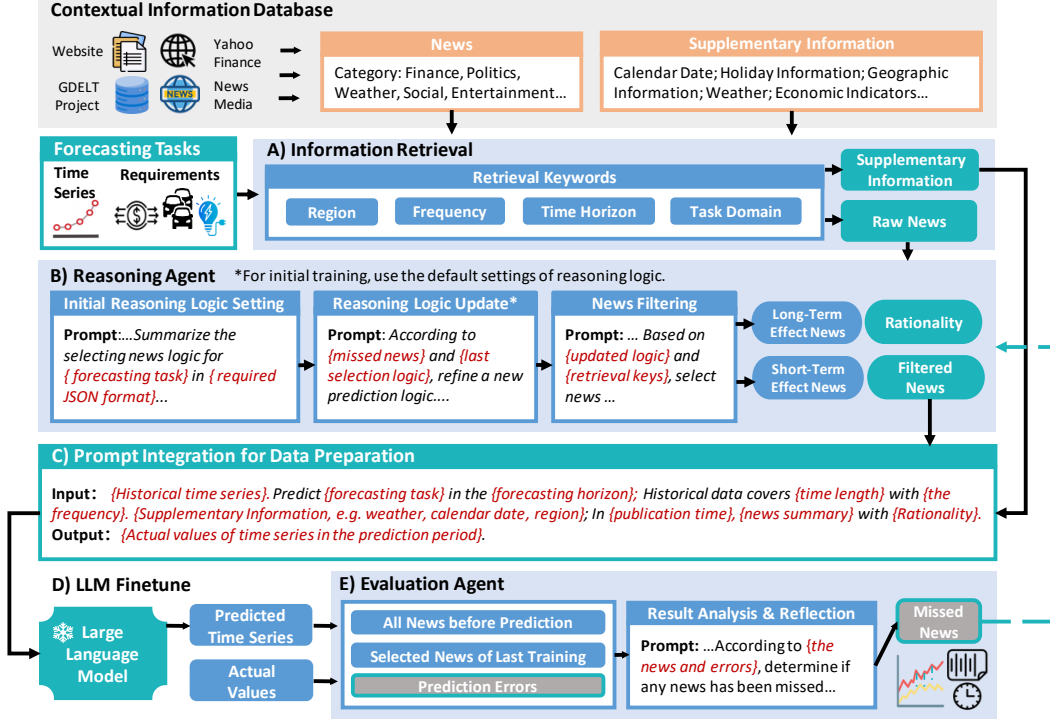 Contextual Information Database
Website
Yahoo
Finance
GDELT
Project
NEWS
News
Media
News
Category: Finance, Politics,
Weather, Social, Entertainment...
Supplementary Information
Calendar Date; Holiday Information; Geographic
Information; Weather; Economic Indicators...
Forecasting Tasks
Time
Series
Requirements
A) Information Retrieval
Retrieval Keywords
Region
Frequency
Time Horizon
Task Domain
Supplementary
Information
Raw News
B) Reasoning Agent *For initial training, use the default settings of reasoning logic.
Initial Reasoning Logic Setting
Prompt:...Summarize the
selecting news logic for
{ forecasting task} in { required
JSON format}...
Reasoning Logic Update*
Prompt: According to
{missed news} and {last
selection logic}, refine a new
prediction logic....
News Filtering
Prompt: ... Based on
{updated logic} and
{retrieval keys}, select
news ...
Long-Term
Effect News
Rationality
Short-Term
Effect News
Filtered
News
C) Prompt Integration for Data Preparation
Input: {Historical time series}. Predict {forecasting task} in the {forecasting horizon}; Historical data covers {time length} with {the
frequency}. {Supplementary Information, e.g. weather, calendar date, region}; In {publication time}, {news summary} with {Rationality}.
Output: {Actual values of time series in the prediction period}.
D) LLM Finetune
Large
Language
Model
Predicted
Time Series
Actual
Values
E) Evaluation Agent
All News before Prediction
Selected News of Last Training
Prediction Errors
Result Analysis & Reflection
Prompt: ...According to {the
news and errors}, determine if
any news has been missed...
Missed
News